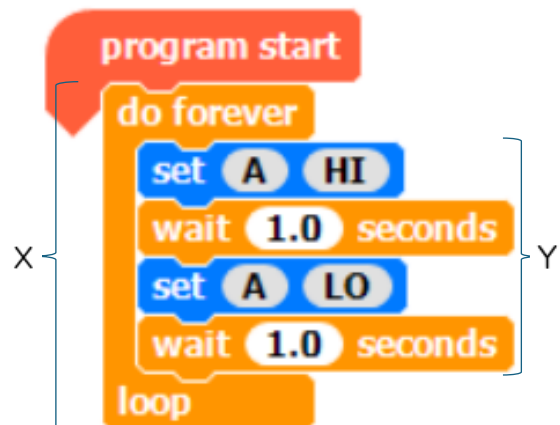 program start
do forever
set A HI
X wait 1.0 seconds Y
set A LO
wait 1.0 seconds
loop